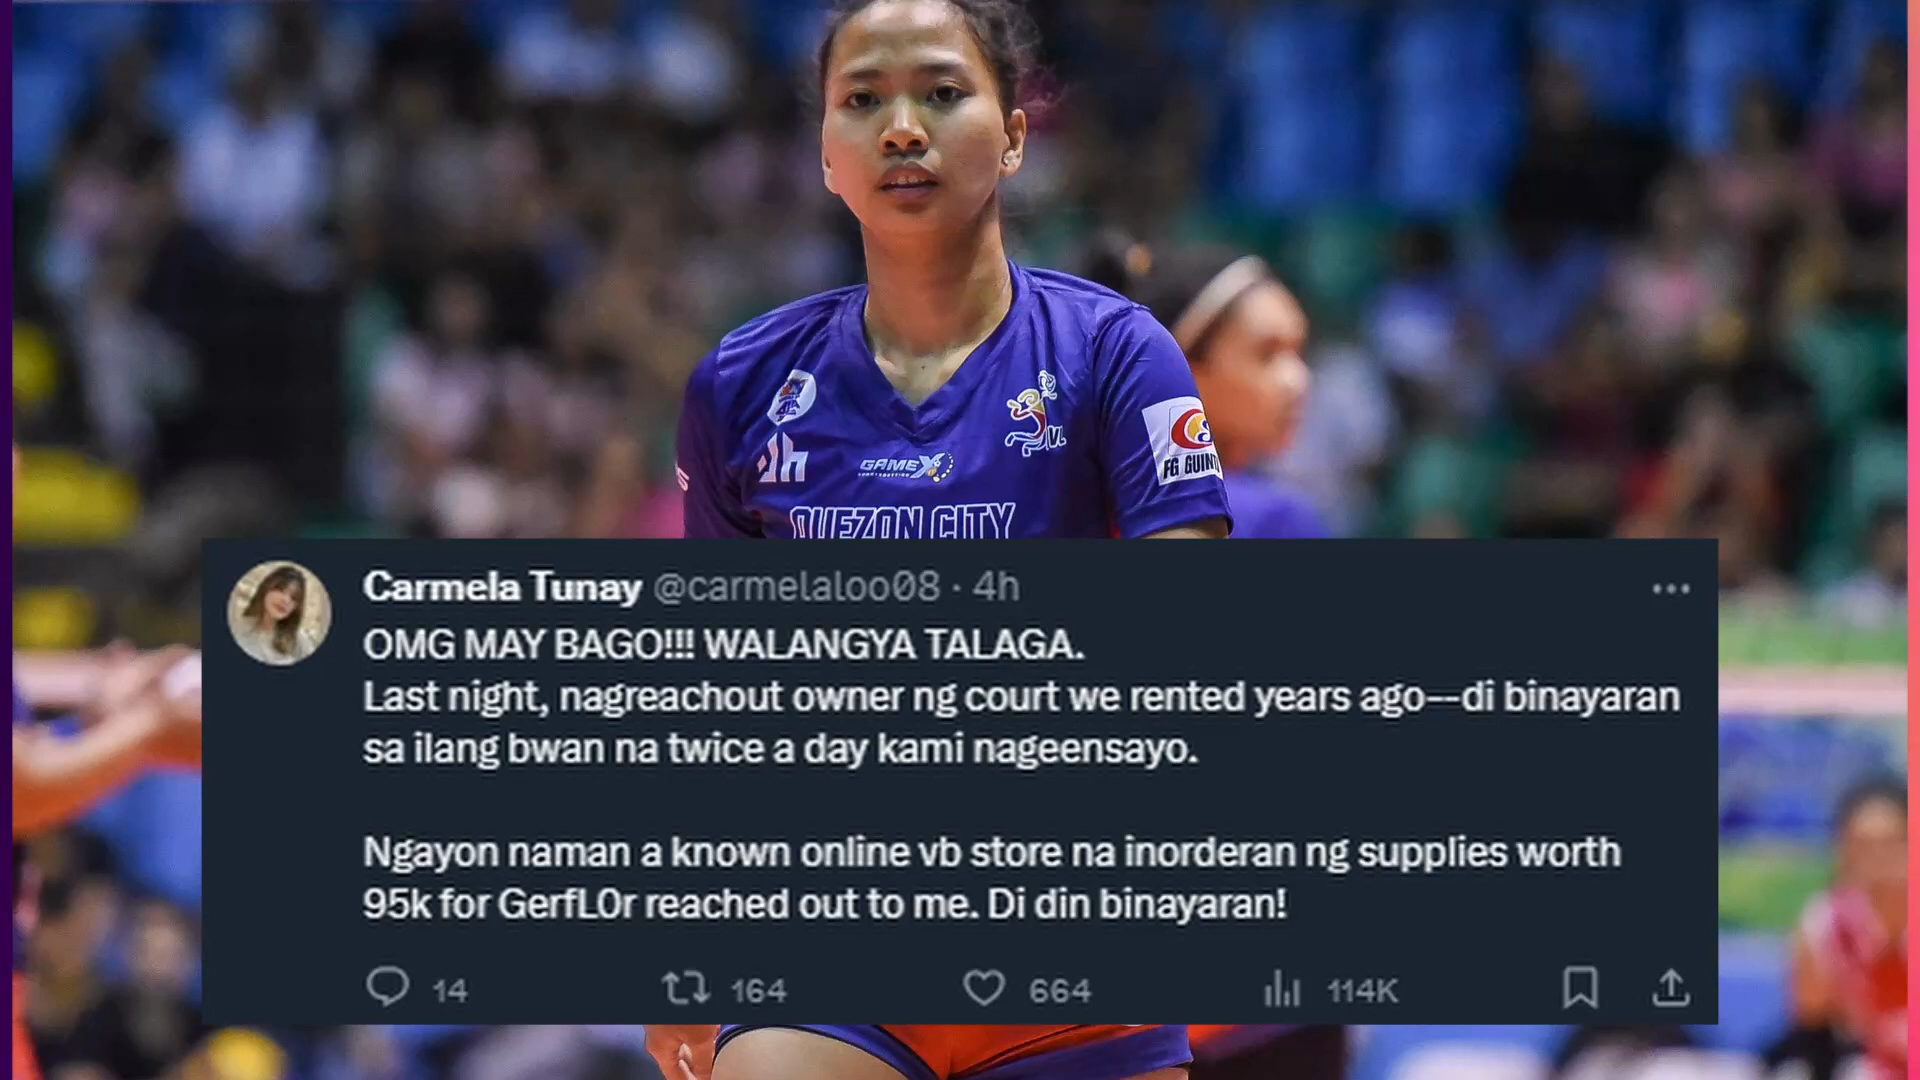 GAMEX
FG GUINT
QUEZON CITY
Carmela Tunay @carmelaloo08 · 4h
OMG MAY BAGO!!! WALANGYA TALAGA.
Last night, nagreachout owner ng court we rented years ago--di binayaran
sa ilang bwan na twice a day kami nageensayo.
Ngayon naman a known online vb store na inorderan ng supplies worth
95k for GerfL0r reached out to me. Di din binayaran!
14 164 664 114K